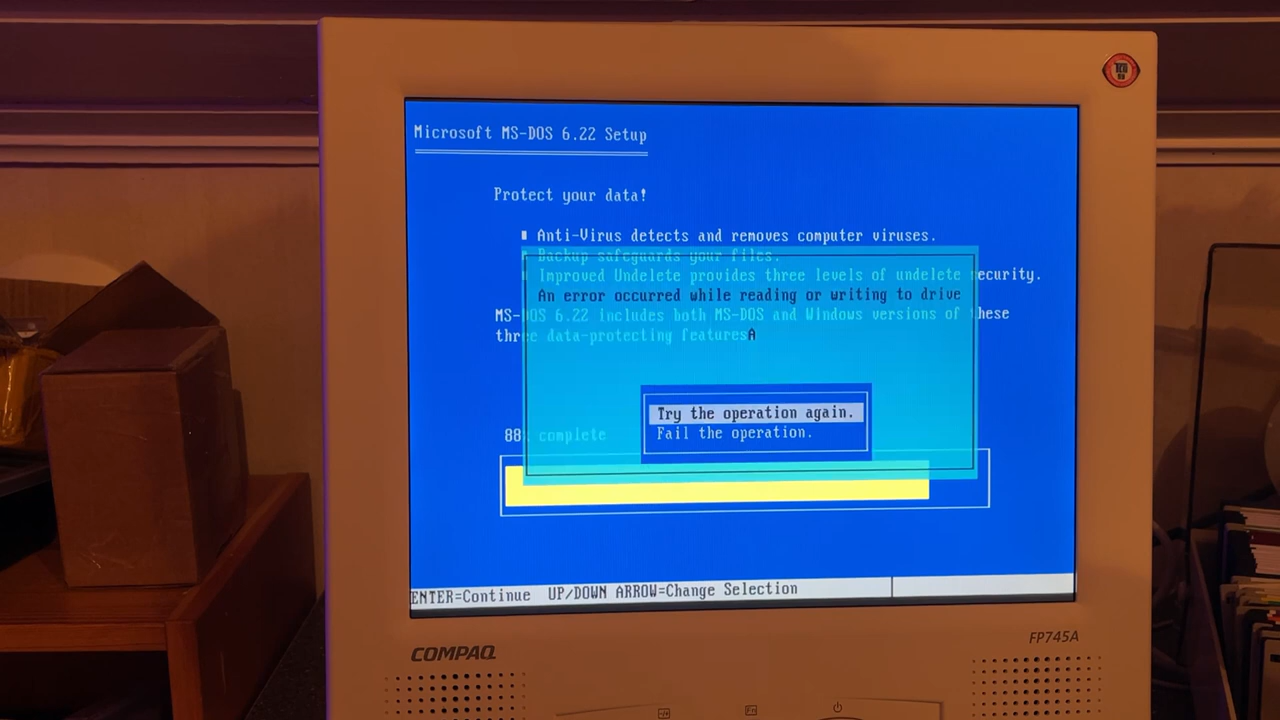 Microsoft MS-DOS 6.22 Setup
Protect your data!
Anti-Virus detects and removes computer viruses.
Backup safeguards your files.
Improved Undelete provides three levels of undelete security.
An error occurred while reading or writing to drive
MS-DOS 6.22 includes both MS-DOS and Windows versions of these
three data-protecting featuresA
Try the operation again.
Fail the operation.
88% complete
ENTER=Continue UP/DOWN ARROW=Change Selection
COMPAQ
FP745A